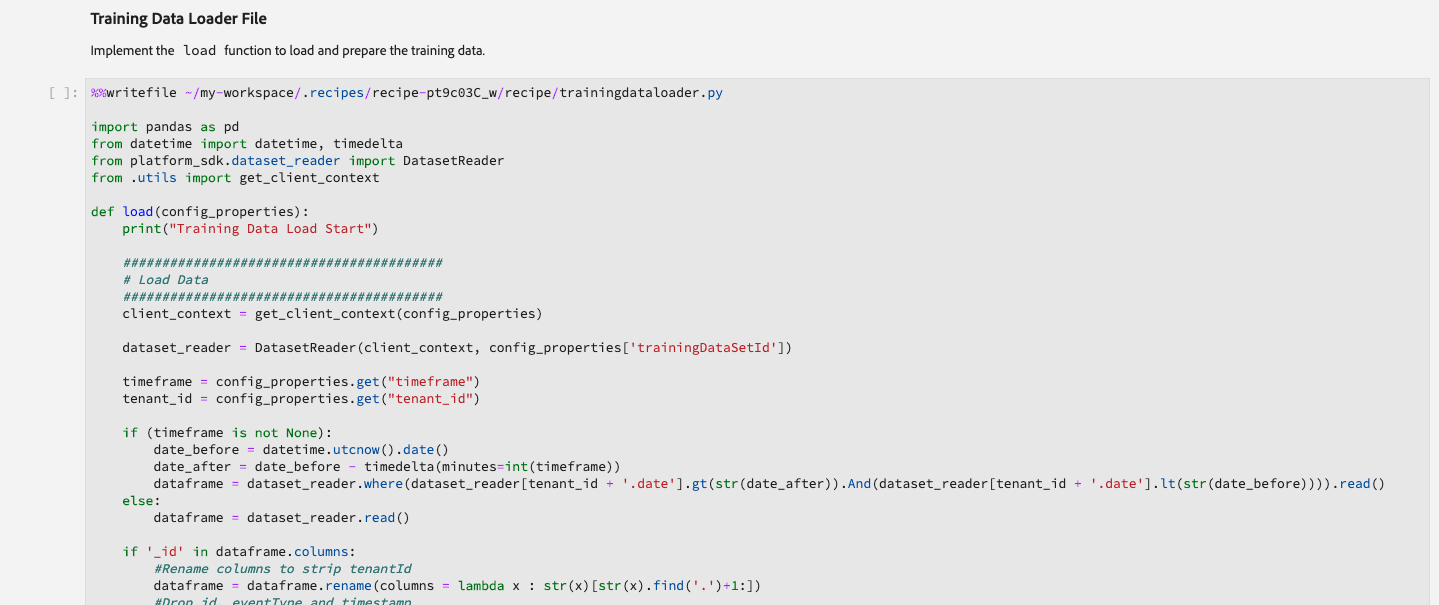 Training Data Loader File
Implement the load function to load and prepare the training data.
[ ]: %%writefile ~/my-workspace/.recipes/recipe-pt9c03C_w/recipe/trainingdataloader.py
import pandas as pd
from datetime import datetime, timedelta
from platform_sdk.dataset_reader import DatasetReader
from .utils import get_client_context
def load(config_properties):
    print("Training Data Load Start")
    #########################################
    # Load Data
    #########################################
    client_context = get_client_context(config_properties)
    dataset_reader = DatasetReader(client_context, config_properties['trainingDataSetId'])
    timeframe = config_properties.get("timeframe")
    tenant_id = config_properties.get("tenant_id")
    if (timeframe is not None):
        date_before = datetime.utcnow().date()
        date_after = date_before - timedelta(minutes=int(timeframe))
        dataframe = dataset_reader.where(dataset_reader[tenant_id + '.date'].gt(str(date_after)).And(dataset_reader[tenant_id + '.date'].lt(str(date_before)))).read()
    else:
        dataframe = dataset_reader.read()
    if '_id' in dataframe.columns:
        #Rename columns to strip tenantId
        dataframe = dataframe.rename(columns = lambda x : str(x)[str(x).find('.')+1:])
        #Drop id, eventType and timestamp